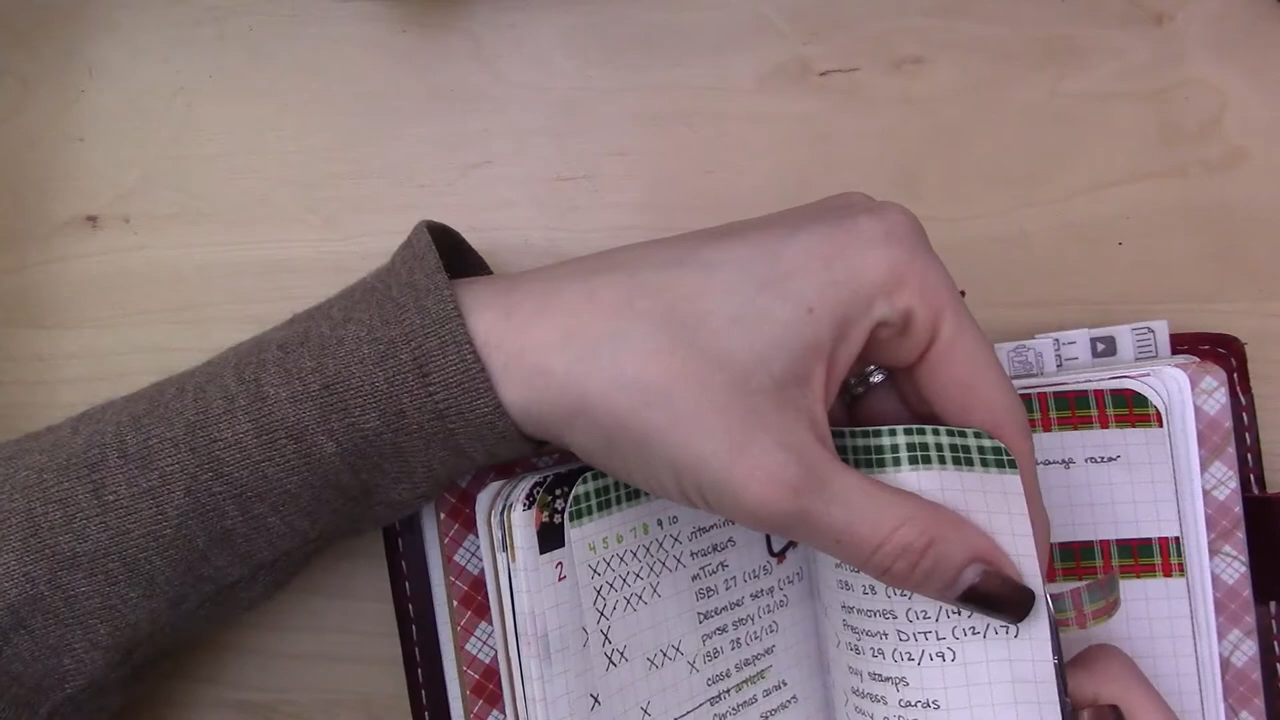 4 5 6 7 8 9 10
2
XXXXXXX vitamins
XXXXXXX trackers
mTurk
X ISBI 27 (12/5)
December setup (12/7)
XX XXX purse story (12/10)
X ISBI 28 (12/12)
X close sleepover
X edit article
Christmas cards
sponsors
ISBI 28 (12/
Hormones (12/14)
Pregnant DITL (12/17)
ISBI 29 (12/19)
buy stamps
address cards
buy
razor